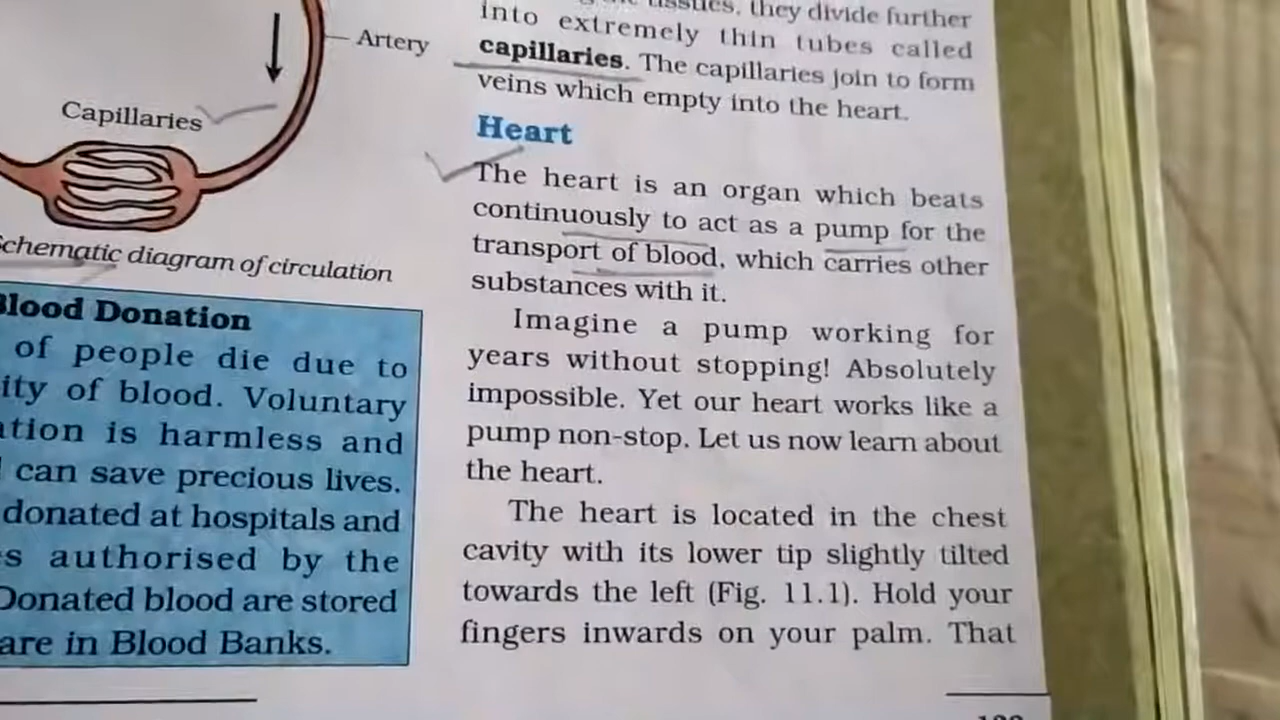 Artery
Capillaries
Schematic diagram of circulation
Blood Donation
of people die due to
of blood. Voluntary
is harmless and
can save precious lives.
donated at hospitals and
authorised by the
Donated blood are stored
are in Blood Banks.
tissues, they divide further
into extremely thin tubes called
capillaries. The capillaries join to form
veins which empty into the heart.
Heart
The heart is an organ which beats
continuously to act as a pump for the
transport of blood, which carries other
substances with it.
Imagine a pump working for
years without stopping! Absolutely
impossible. Yet our heart works like a
pump non-stop. Let us now learn about
the heart.
The heart is located in the chest
cavity with its lower tip slightly tilted
towards the left (Fig. 11.1). Hold your
fingers inwards on your palm. That